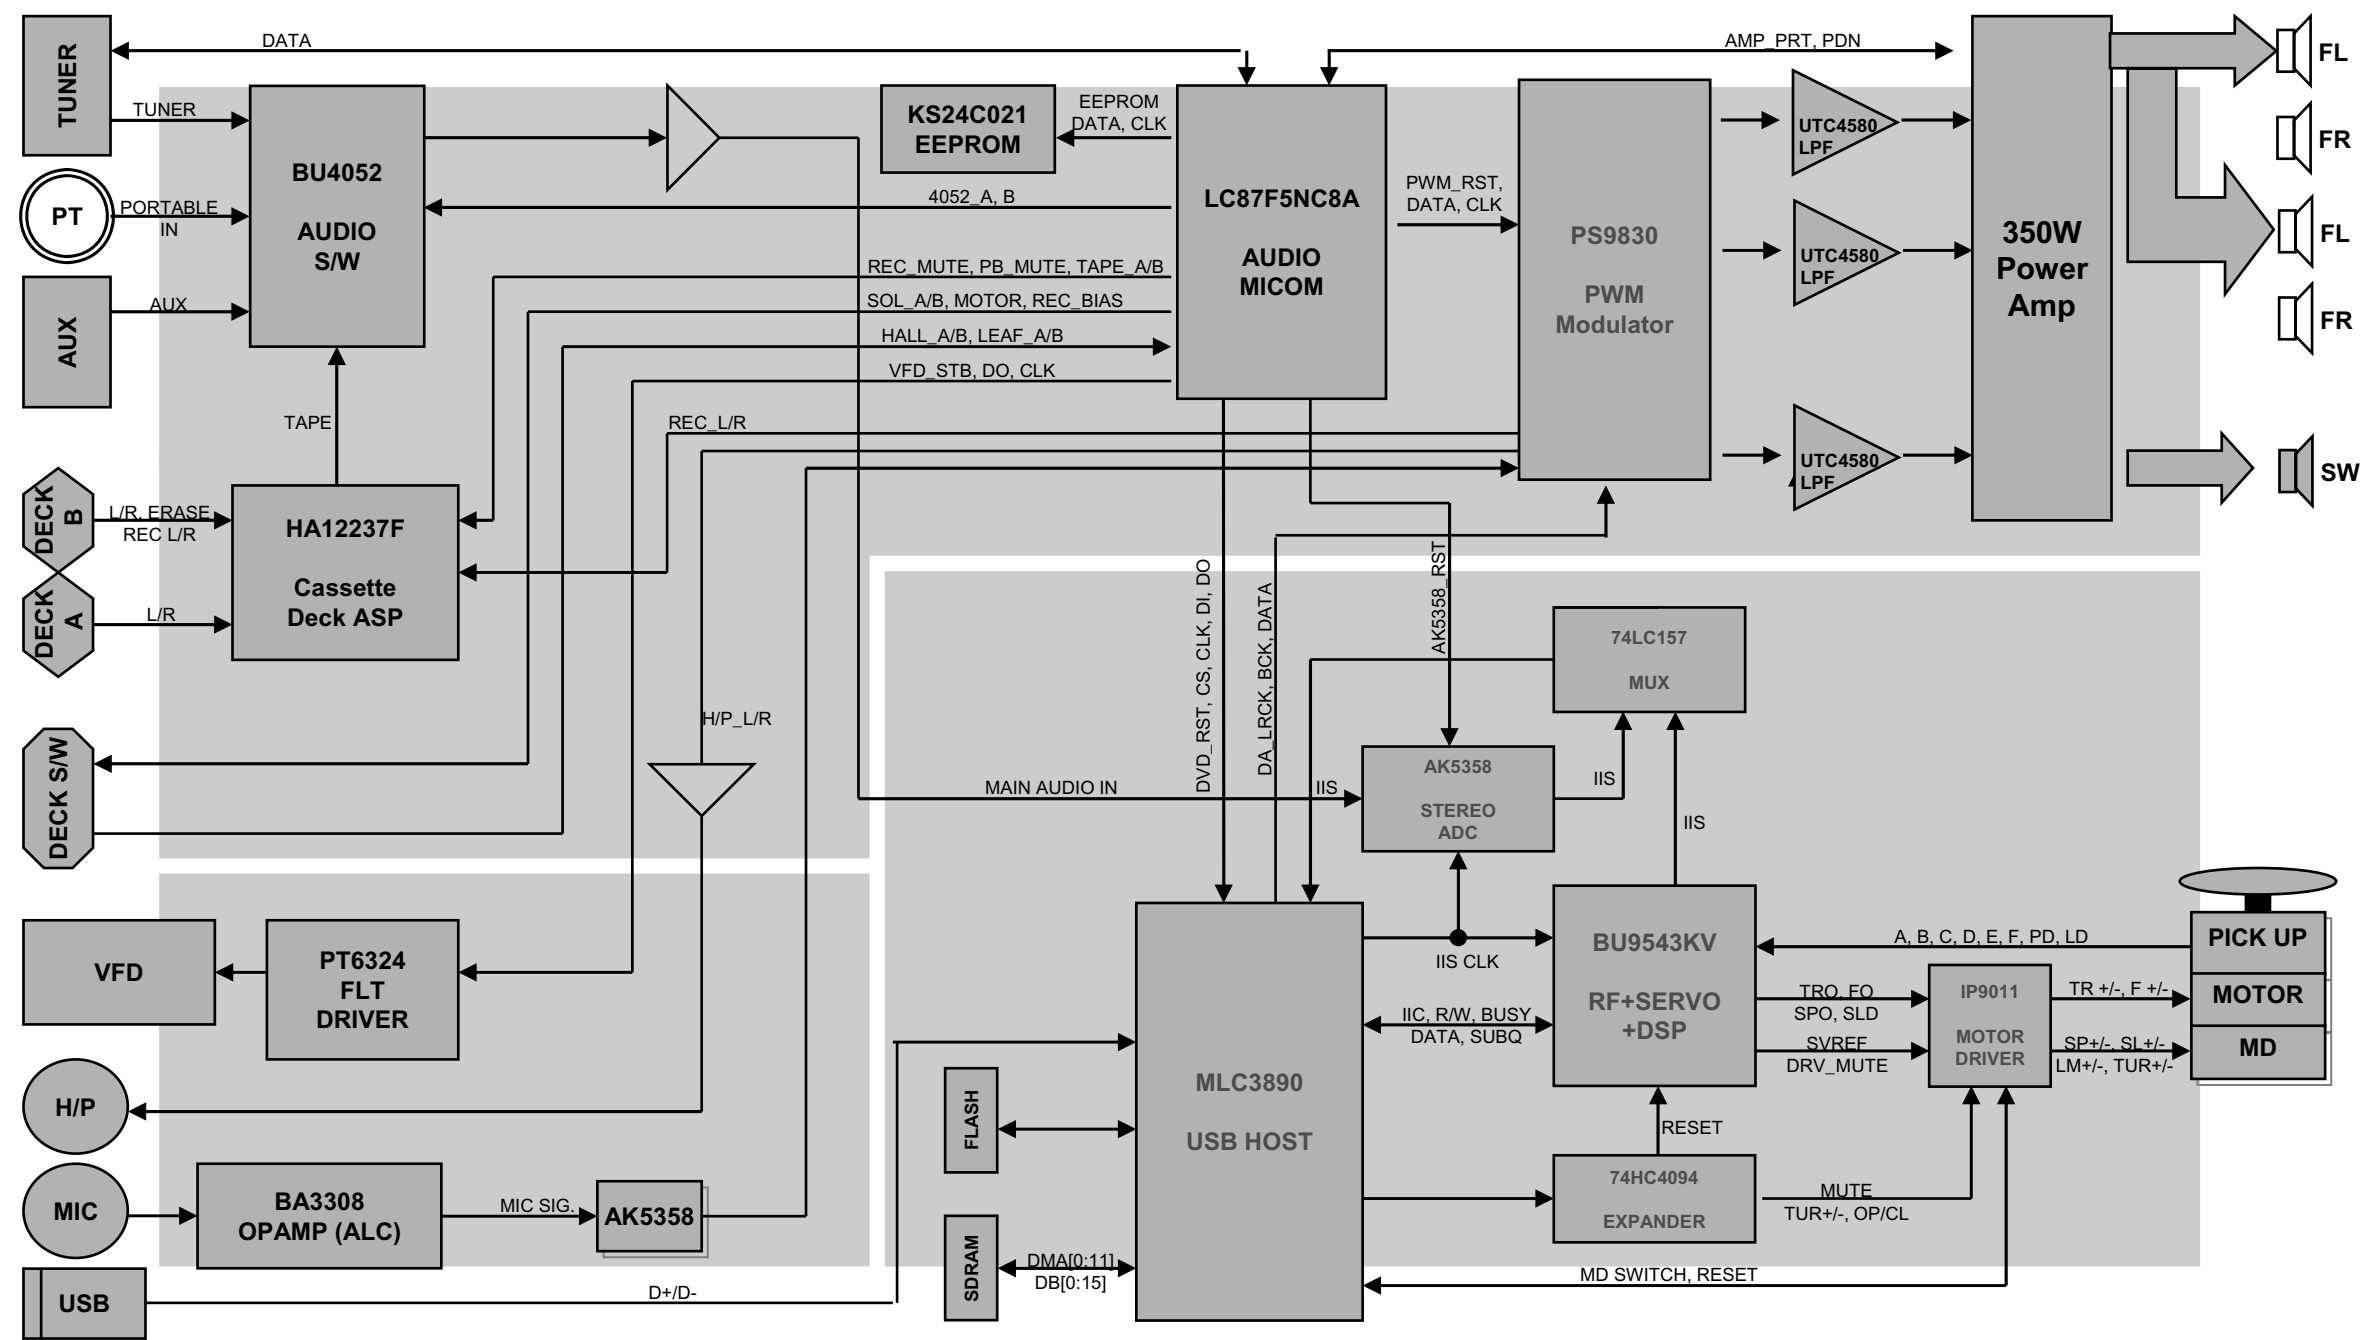 TUNER
DATA
TUNER
PT
PORTABLE
IN
AUX
AUX
BU4052
AUDIO
S/W
TAPE
DECK
B
L/R, ERASE
REC L/R
DECK
A
L/R
HA12237F
Cassette
Deck ASP
DECK S/W
KS24C021
EEPROM
EEPROM
DATA, CLK
4052_A, B
REC_MUTE, PB_MUTE, TAPE_A/B
SOL_A/B, MOTOR, REC_BIAS
HALL_A/B, LEAF_A/B
VFD_STB, DO, CLK
REC_L/R
H/P_L/R
LC87F5NC8A
AUDIO
MICOM
AMP_PRT, PDN
PWM_RST,
DATA, CLK
PS9830
PWM
Modulator
UTC4580
LPF
UTC4580
LPF
UTC4580
LPF
350W
Power
Amp
FL
FR
FL
FR
SW
DVD_RST, CS, CLK, DI, DO
DA_LRCK, BCK, DATA
AK5358_RST
74LC157
MUX
MAIN AUDIO IN
IIS
AK5358
STEREO
ADC
IIS
IIS
VFD
PT6324
FLT
DRIVER
H/P
MIC
BA3308
OPAMP (ALC)
MIC SIG.
AK5358
USB
D+/D-
FLASH
SDRAM
DMA[0:11]
DB[0:15]
MLC3890
USB HOST
IIS CLK
IIC, R/W, BUSY
DATA, SUBQ
BU9543KV
RF+SERVO
+DSP
RESET
74HC4094
EXPANDER
A, B, C, D, E, F, PD, LD
TRO, FO
SPO, SLD
SVREF
DRV_MUTE
IP9011
MOTOR
DRIVER
TR +/-, F +/-
SP+/-, SL+/-
LM+/-, TUR+/-
PICK UP
MOTOR
MD
MUTE
TUR+/-, OP/CL
MD SWITCH, RESET